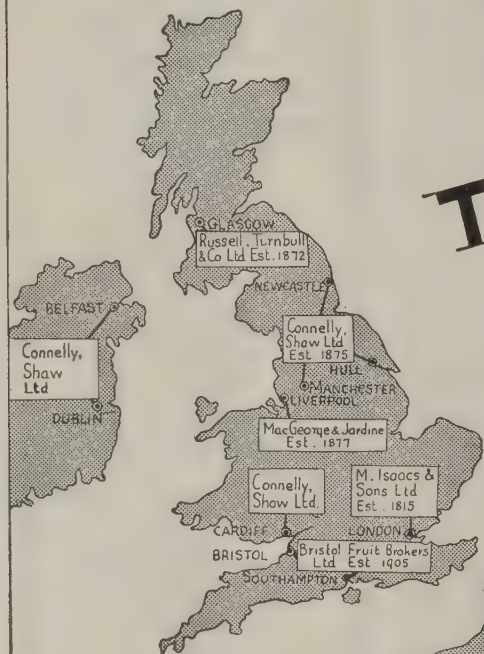 T
GLASGOW
Russell, Turnbull
& Co Ltd Est. 1872
NEWCASTLE
BELFAST
Connelly,
Shaw
Ltd
DUBLIN
Connelly,
Shaw Ltd
Est 1875
HULL
MANCHESTER
LIVERPOOL
MacGeorge & Jardine
Est. 1877
Connelly,
Shaw Ltd.
M. Isaacs &
Sons Ltd
Est. 1815
CARDIFF
LONDON
BRISTOL
Bristol Fruit Brokers
Ltd Est 1905
SOUTHAMPTON